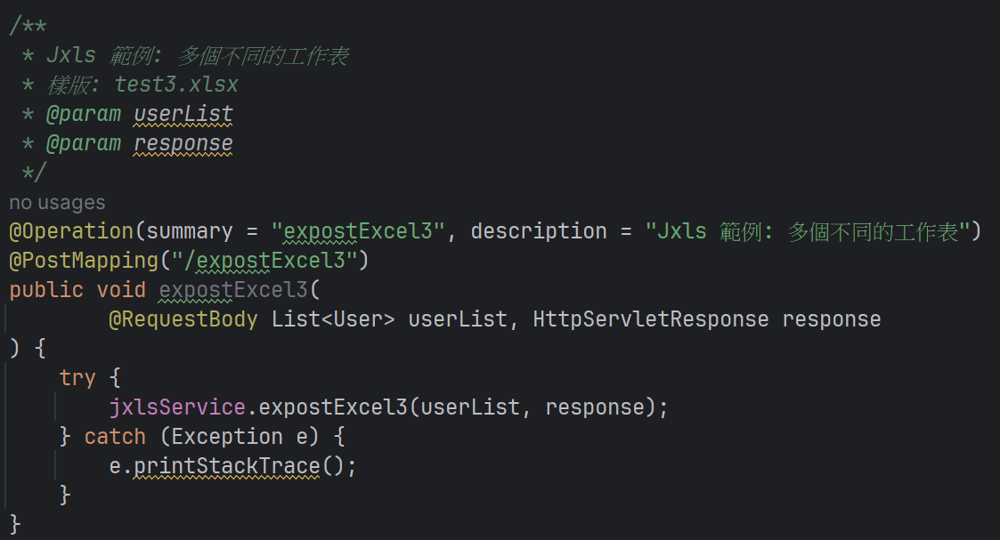 /**
 * Jxls 範例: 多個不同的工作表
 * 樣版: test3.xlsx
 * @param userList
 * @param response
 */
no usages
@Operation(summary = "expostExcel3", description = "Jxls 範例: 多個不同的工作表")
@PostMapping("/expostExcel3")
public void expostExcel3(
        @RequestBody List<User> userList, HttpServletResponse response
) {
    try {
        jxlsService.expostExcel3(userList, response);
    } catch (Exception e) {
        e.printStackTrace();
    }
}